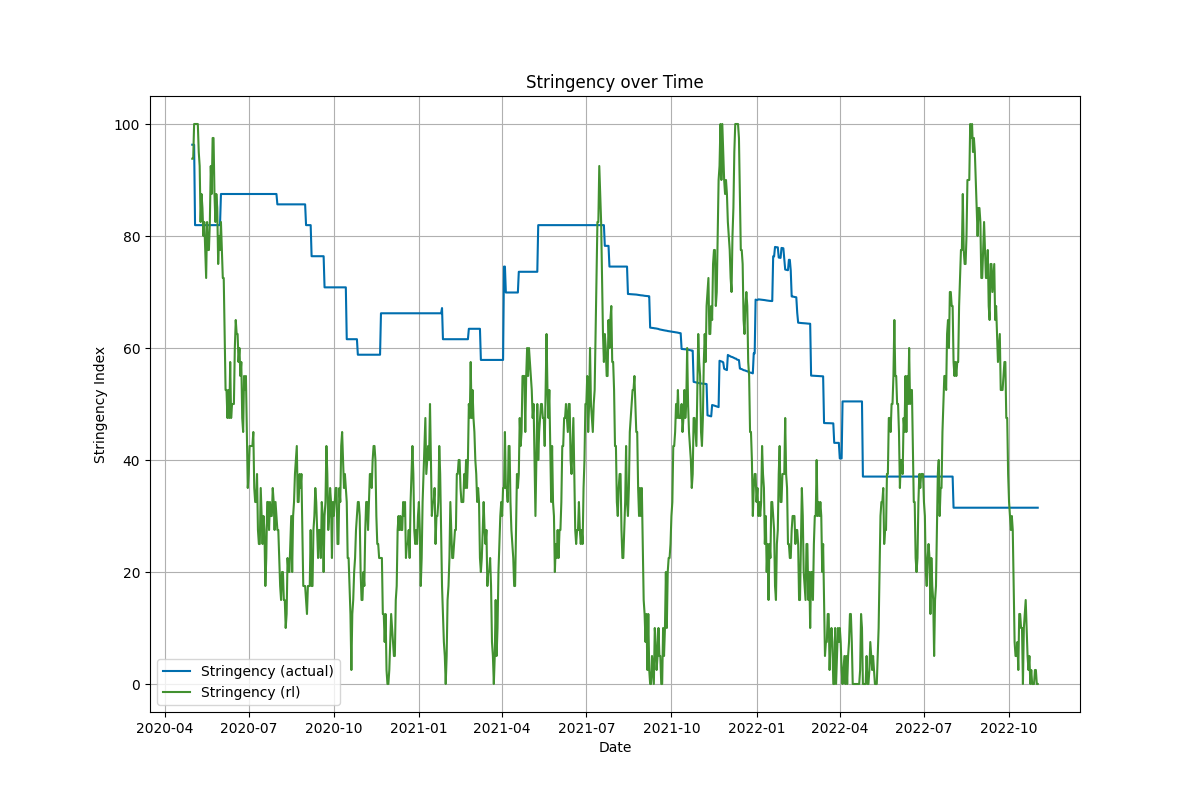 Stringency over Time
Stringency Index
100
80
60
40
20
0
Stringency (actual)
Stringency (rl)
2020-04 2020-07 2020-10 2021-01 2021-04 2021-07 2021-10 2022-01 2022-04 2022-07 2022-10
Date